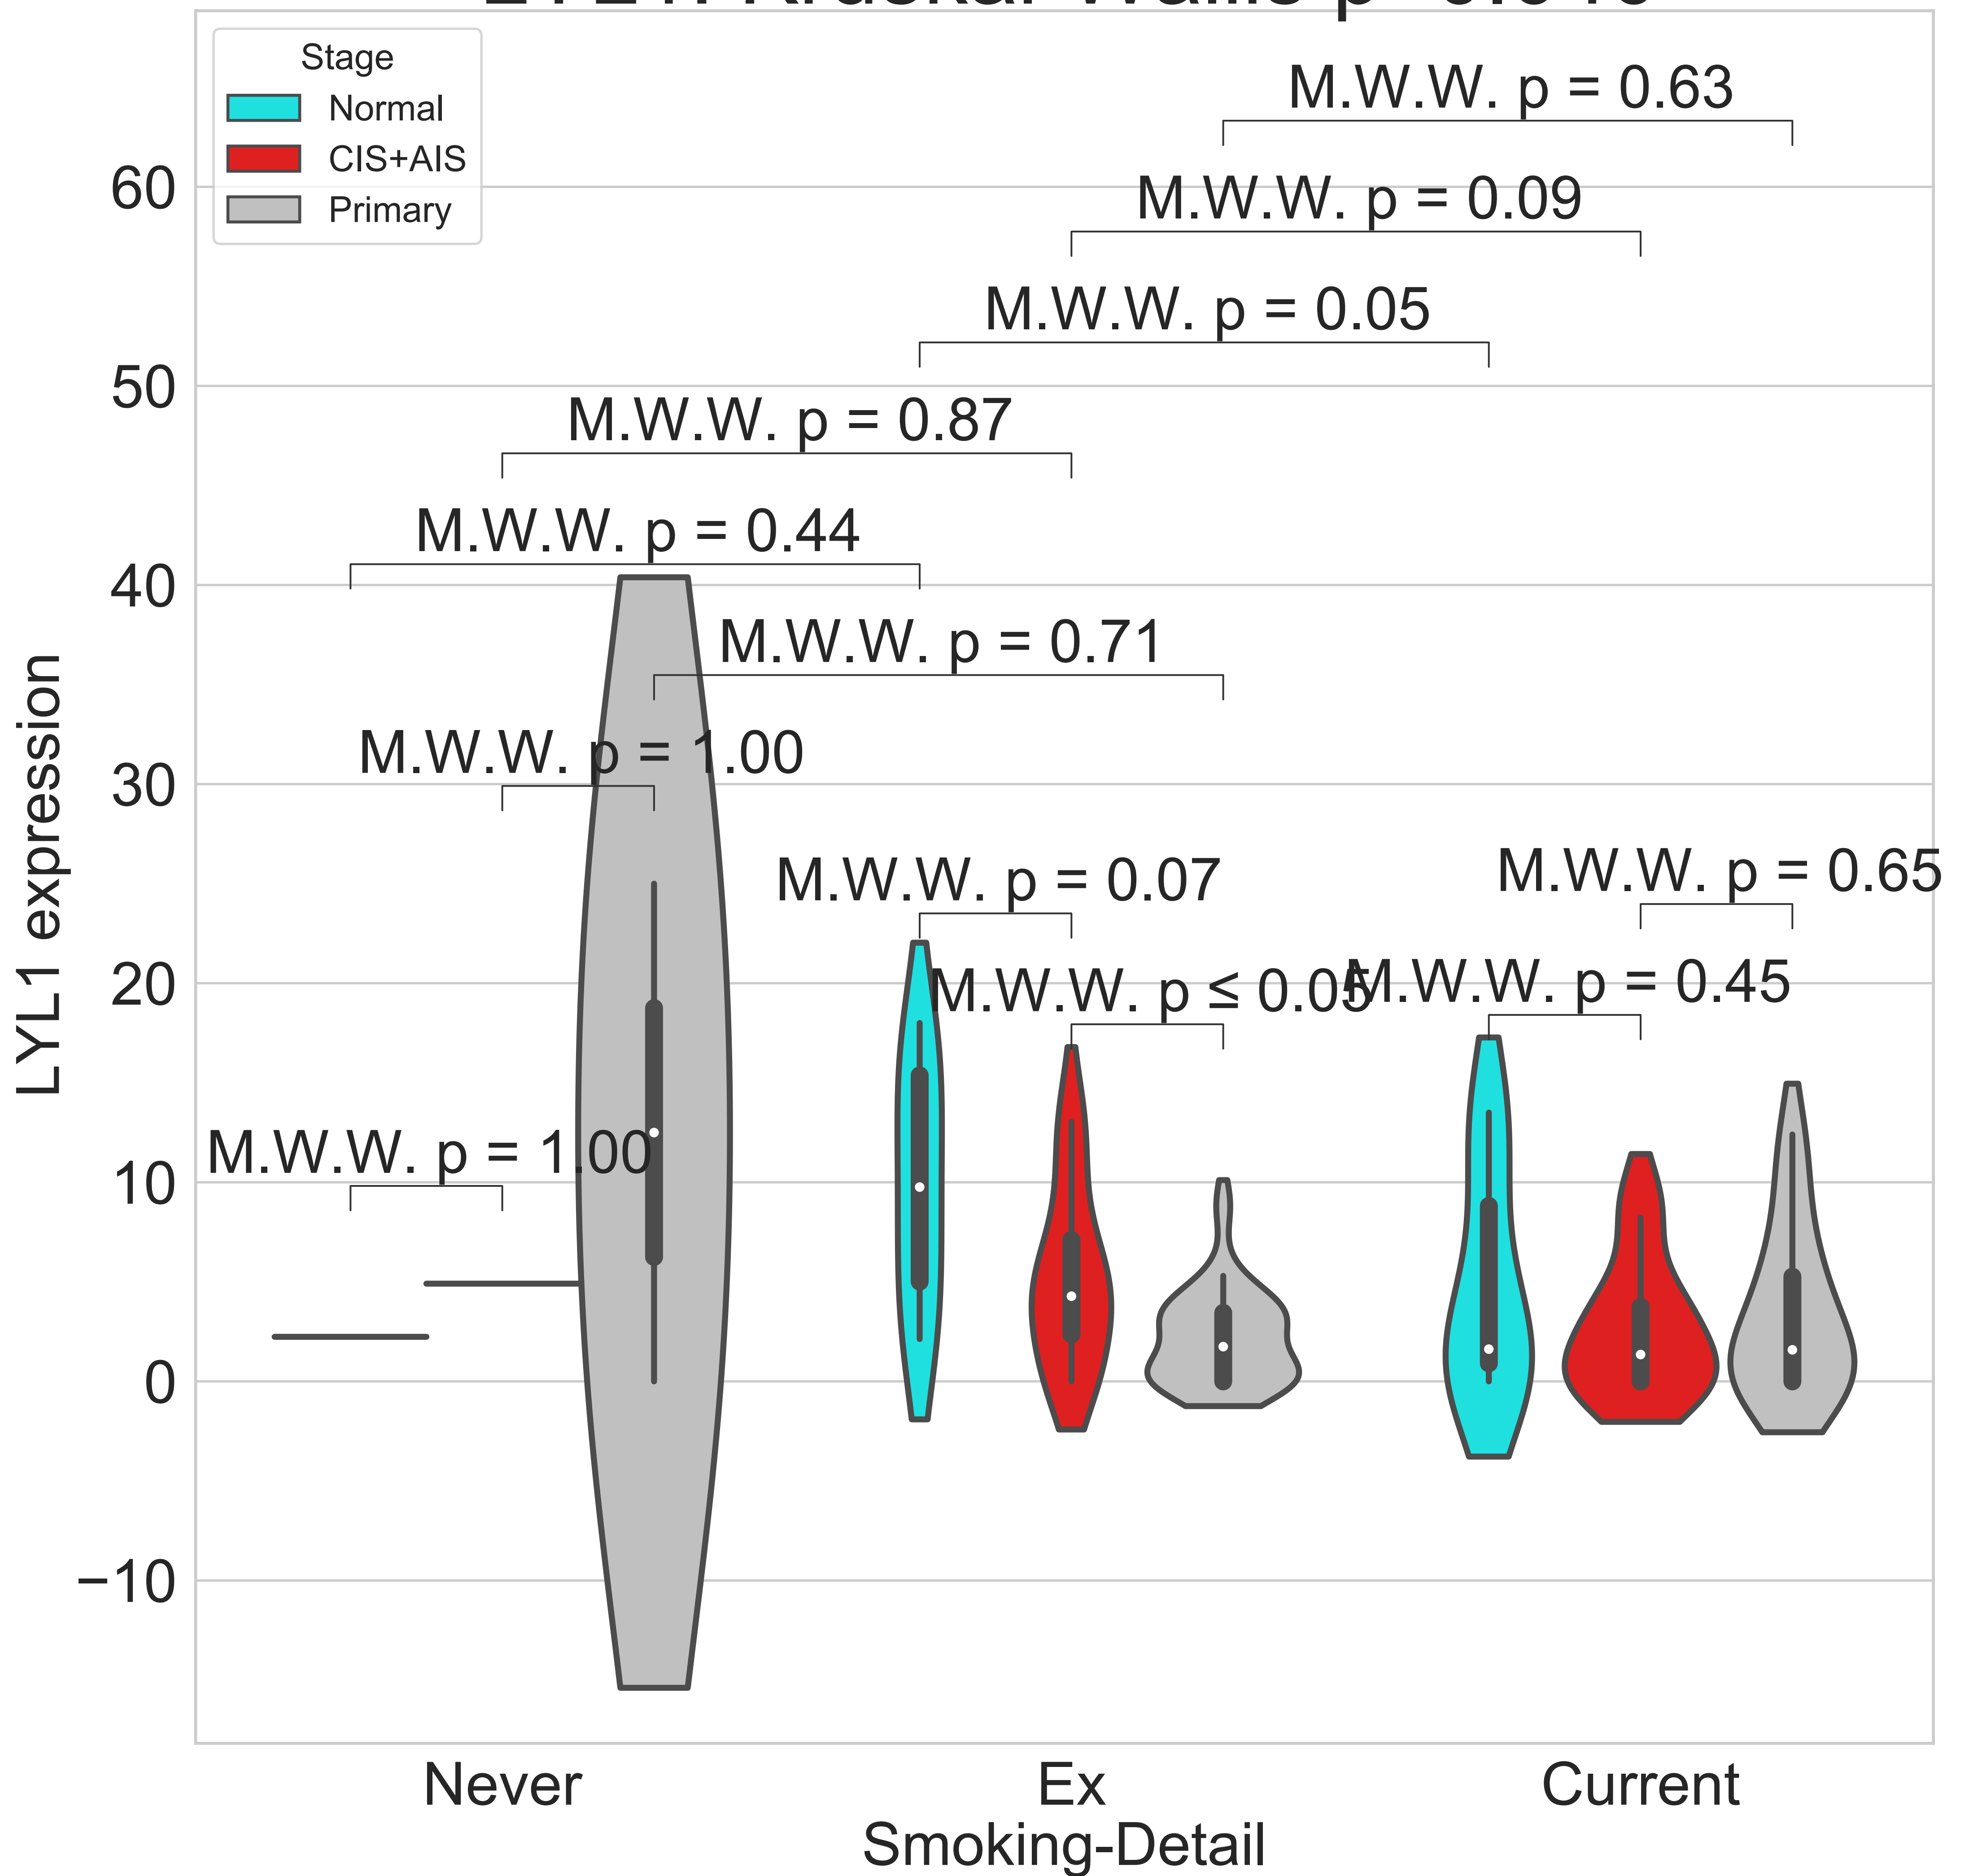 Stage
Normal
CIS+AIS
Primary
M.W.W. p = 0.63
M.W.W. p = 0.09
M.W.W. p = 0.05
M.W.W. p = 0.87
M.W.W. p = 0.44
M.W.W. p = 0.71
M.W.W. p = 1.00
M.W.W. p = 0.07
M.W.W. p = 0.65
M.W.W. p ≤ 0.05
M.W.W. p = 0.45
M.W.W. p = 1.00
60
50
40
30
20
10
0
−10
LYL1 expression
Never
Ex
Current
Smoking-Detail